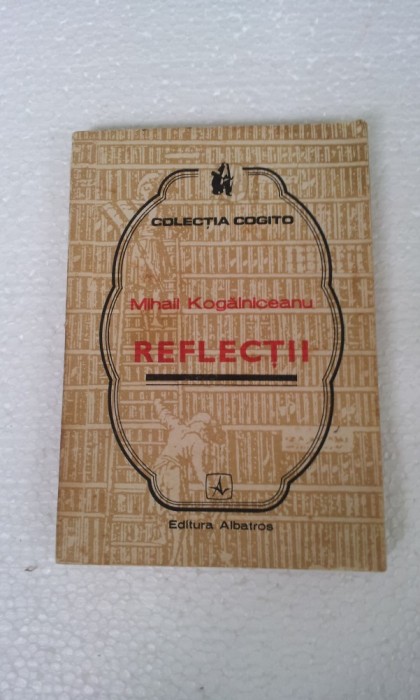 COLECȚIA COGITO
Mihail Kogălniceanu
REFLECȚII
Editura Albatros